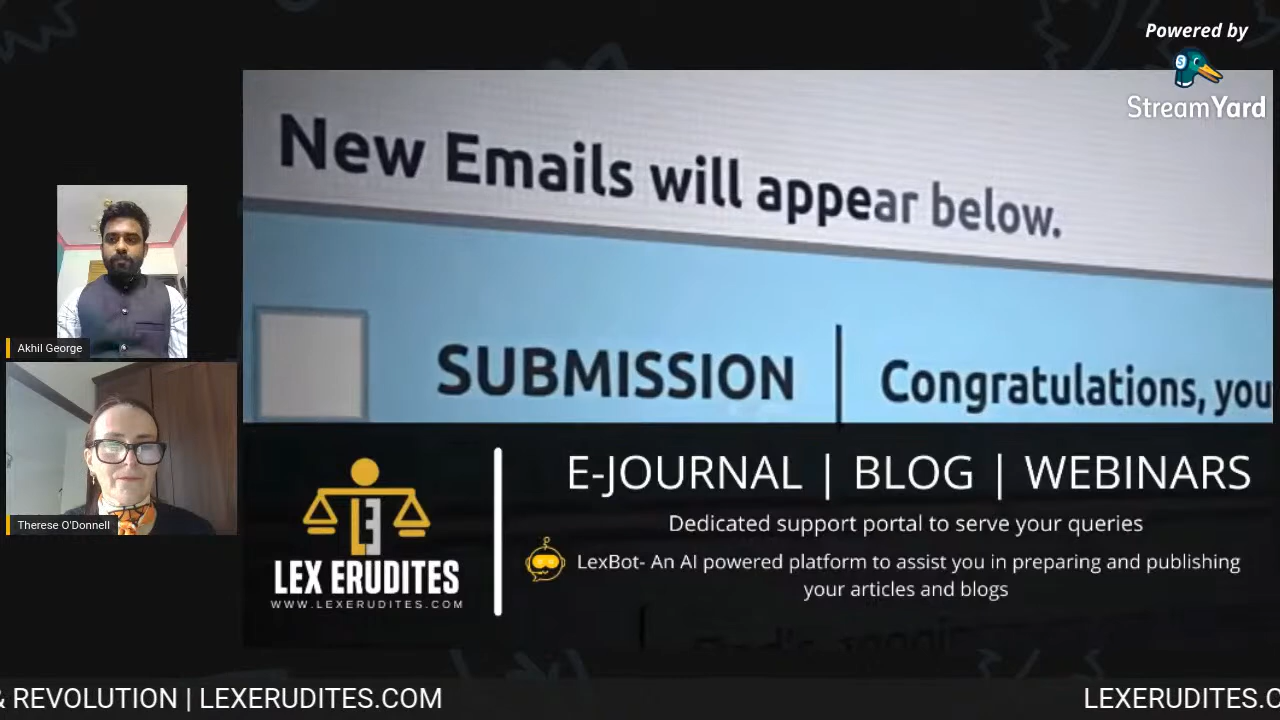 Powered by
StreamYard
New Emails will appear below.
SUBMISSION | Congratulations, you
Akhil George
Therese O'Donnell
E-JOURNAL | BLOG | WEBINARS
Dedicated support portal to serve your queries
LexBot- An AI powered platform to assist you in preparing and publishing
your articles and blogs
LE
LEX ERUDITES
WWW.LEXERUDITES.COM
& REVOLUTION | LEXERUDITES.COM
LEXERUDITES.C